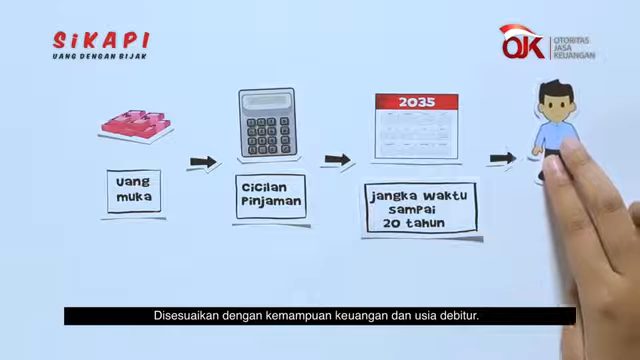 SiKAPI
UANG DENGAN BIJAK
OJK
OTORITAS
JASA
KEUANGAN
2035
uang
muka
CiCilan
Pinjaman
jangka waktu
sampai
20 tahun
Disesuaikan dengan kemampuan keuangan dan usia debitur.